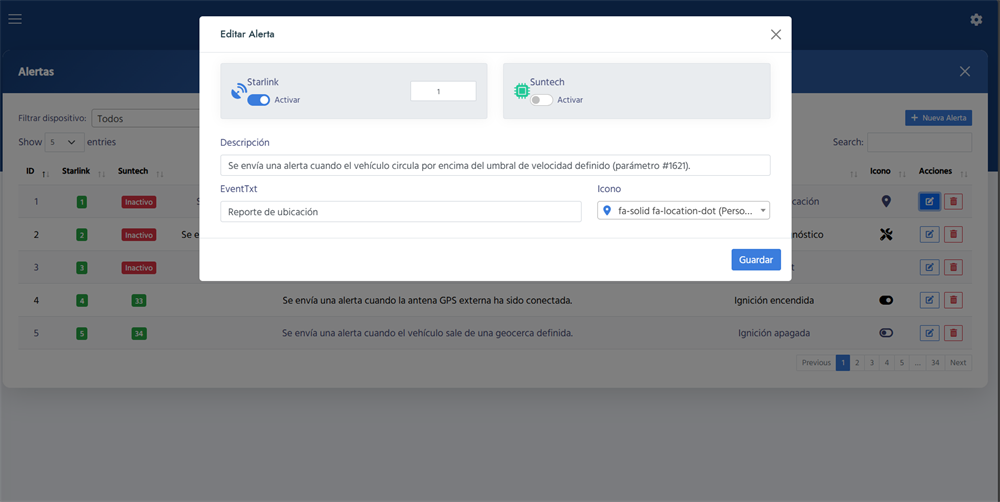 Editar Alerta
Alertas
Starlink
Activar
1
Suntech
Activar
Filtrar dispositivo: Todos
+ Nueva Alerta
Show 5 entries
Search:
Descripción
Se envía una alerta cuando el vehículo circula por encima del umbral de velocidad definido (parámetro #1621).
EventTxt
Icono
Reporte de ubicación
fa-solid fa-location-dot (Perso...
Guardar
ID Starlink Suntech Icono Acciones
1 1 Inactivo
2 2 Inactivo Se e
3 3 Inactivo
4 4 33 Se envía una alerta cuando la antena GPS externa ha sido conectada. Ignición encendida
5 5 34 Se envía una alerta cuando el vehículo sale de una geocerca definida. Ignición apagada
Previous 1 2 3 4 5 ... 34 Next